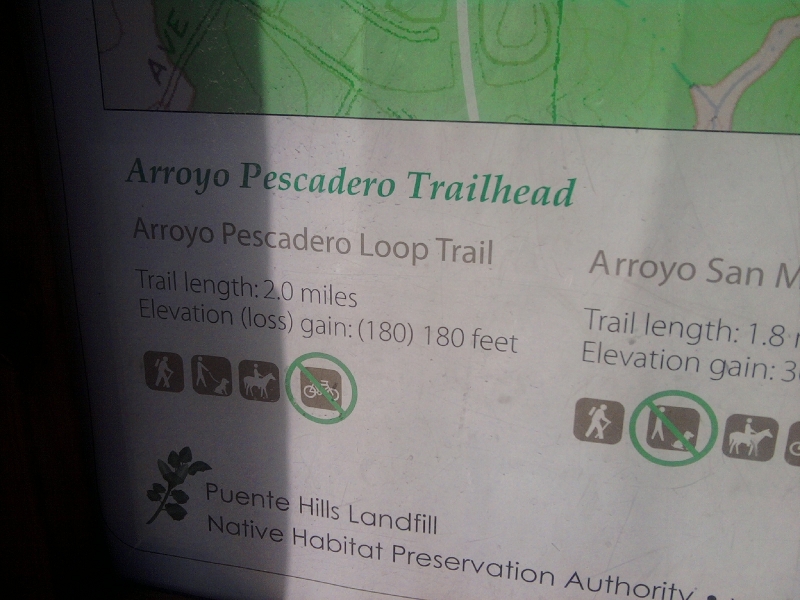 AVE
Arroyo Pescadero Trailhead
Arroyo Pescadero Loop Trail
Trail length: 2.0 miles
Elevation (loss) gain: (180) 180 feet
Arroyo San
Trail length: 1.8
Elevation gain:
Puente Hills Landfill
Native Habitat Preservation Authority •